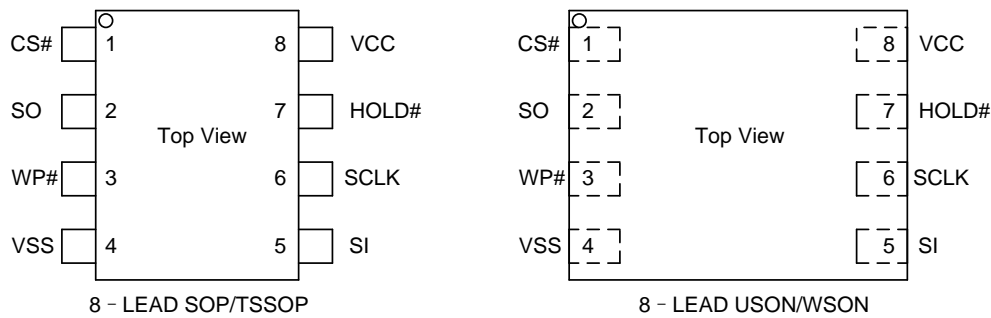 CS# 1 8 VCC
SO 2 7 HOLD#
Top View
WP# 3 6 SCLK
VSS 4 5 SI
8 – LEAD SOP/TSSOP
CS# 1 8 VCC
SO 2 7 HOLD#
Top View
WP# 3 6 SCLK
VSS 4 5 SI
8 – LEAD USON/WSON